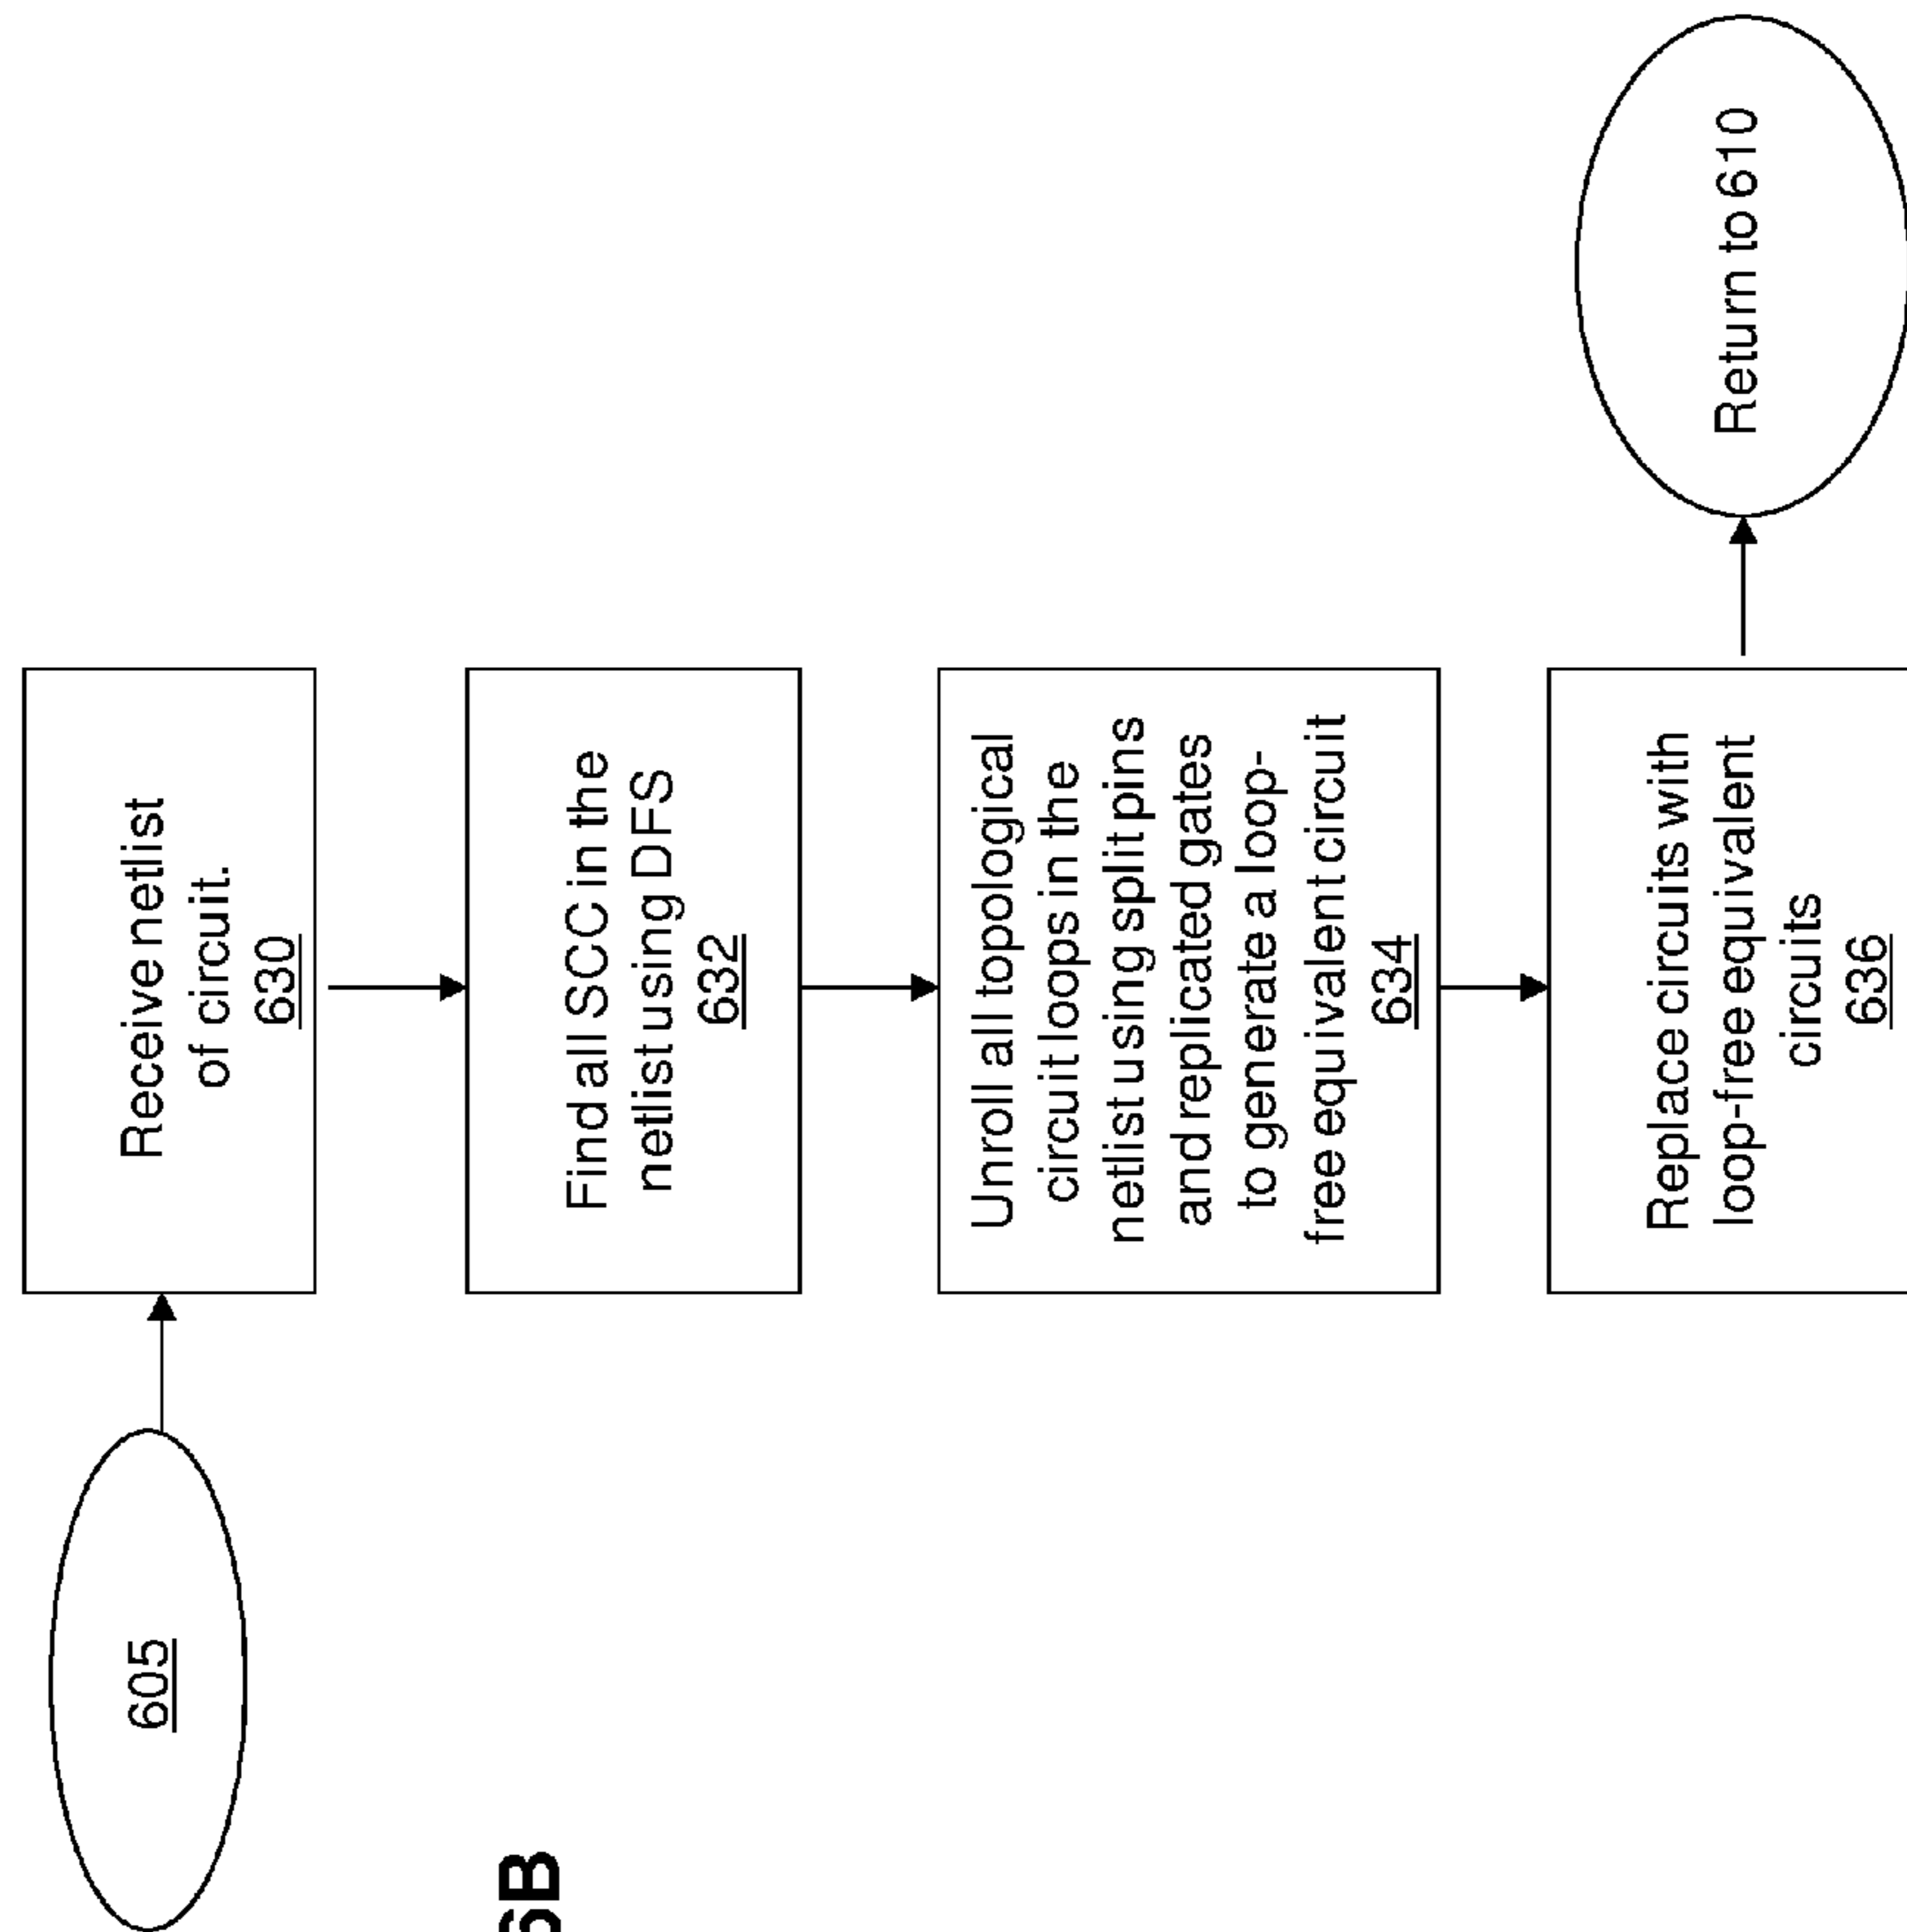 605
Receive netlist
of circuit.
630
Find all SCC in the
netlist using DFS
632
Unroll all topological
circuit loops in the
netlist using split pins
and replicated gates
to generate a loop-
free equivalent circuit
634
Replace circuits with
loop-free equivalent
circuits
636
Return to 610
6B